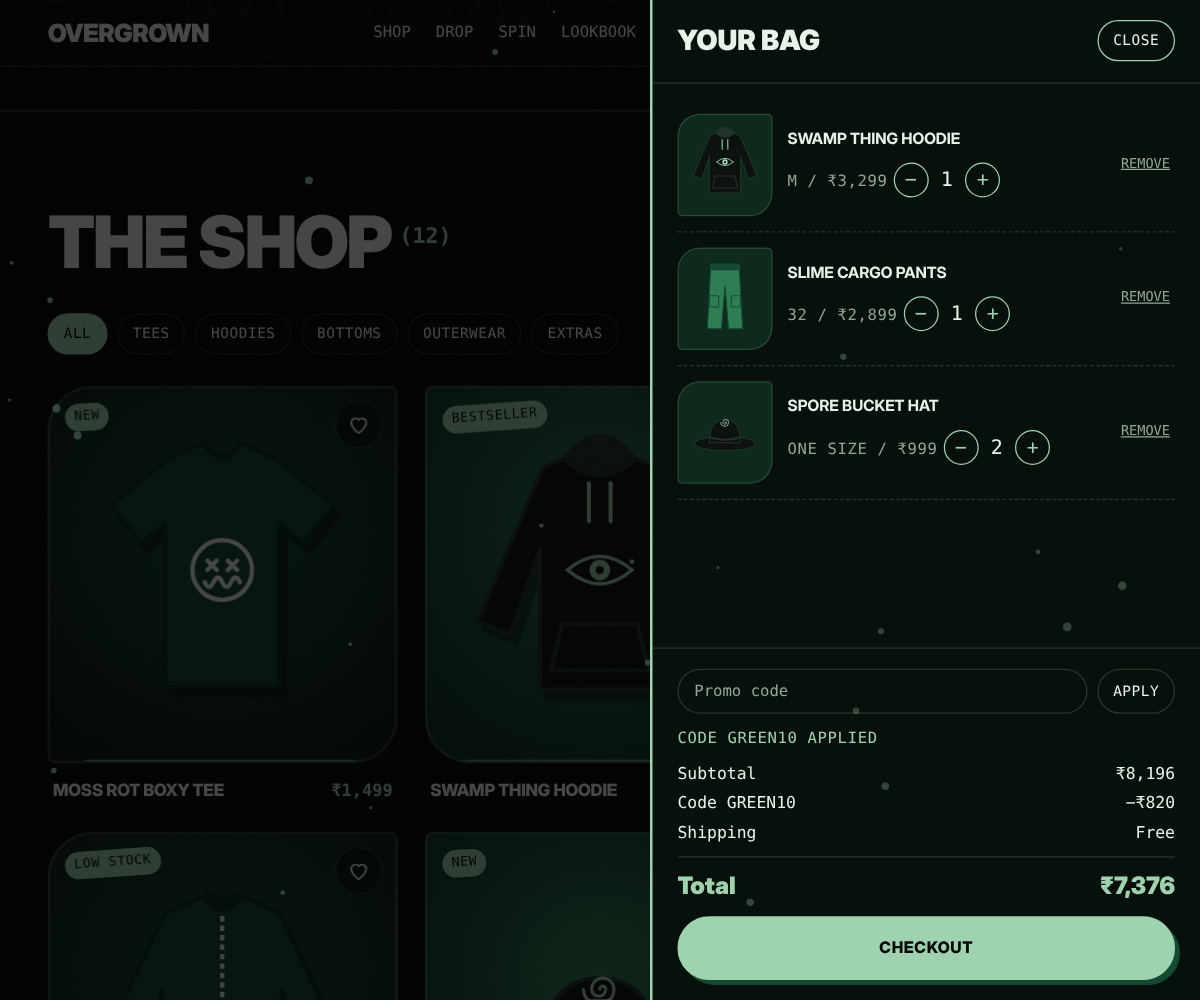 OVERGROWN
SHOP DROP SPIN LOOKBOOK
THE SHOP (12)
ALL TEES HOODIES BOTTOMS OUTERWEAR EXTRAS
NEW
BESTSELLER
MOSS ROT BOXY TEE ₹1,499
SWAMP THING HOODIE
LOW STOCK
NEW
YOUR BAG
CLOSE
SWAMP THING HOODIE
M / ₹3,299 − 1 +
REMOVE
SLIME CARGO PANTS
32 / ₹2,899 − 1 +
REMOVE
SPORE BUCKET HAT
ONE SIZE / ₹999 − 2 +
REMOVE
Promo code
APPLY
CODE GREEN10 APPLIED
Subtotal ₹8,196
Code GREEN10 −₹820
Shipping Free
Total ₹7,376
CHECKOUT